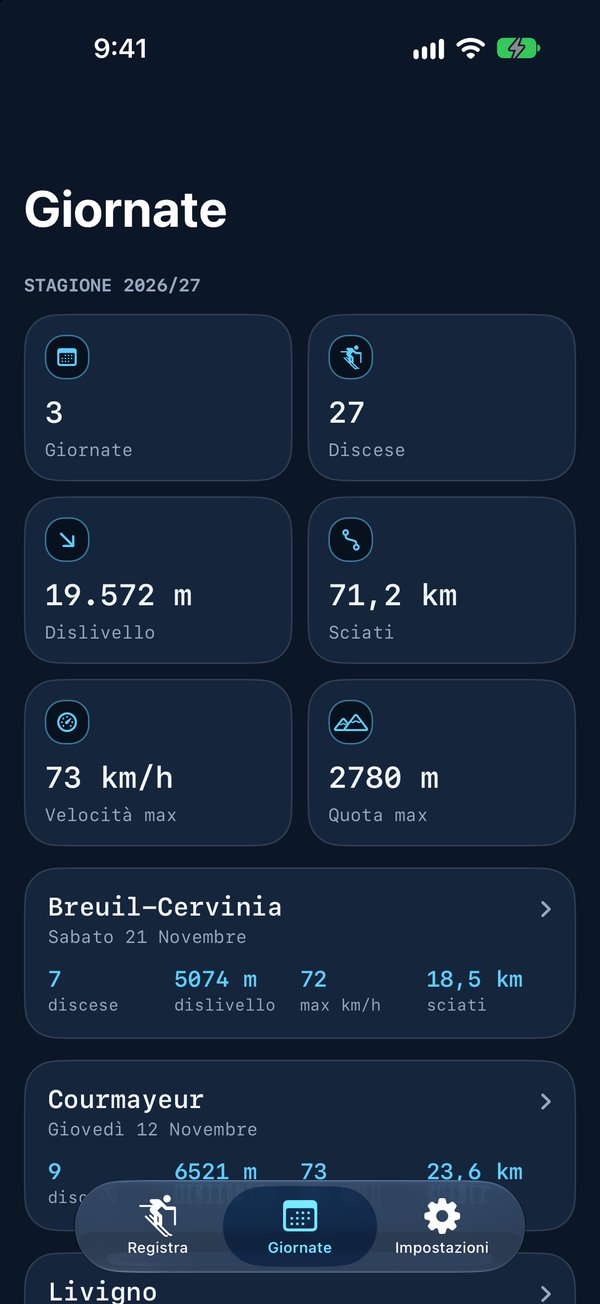 9:41
Giornate
STAGIONE 2026/27
3
Giornate
27
Discese
19.572 m
Dislivello
71,2 km
Sciati
73 km/h
Velocità max
2780 m
Quota max
Breuil-Cervinia
Sabato 21 Novembre
7 5074 m 72 18,5 km
discese dislivello max km/h sciati
Courmayeur
Giovedì 12 Novembre
9 6521 m 73 23,6 km
Registra Giornate Impostazioni
Livigno